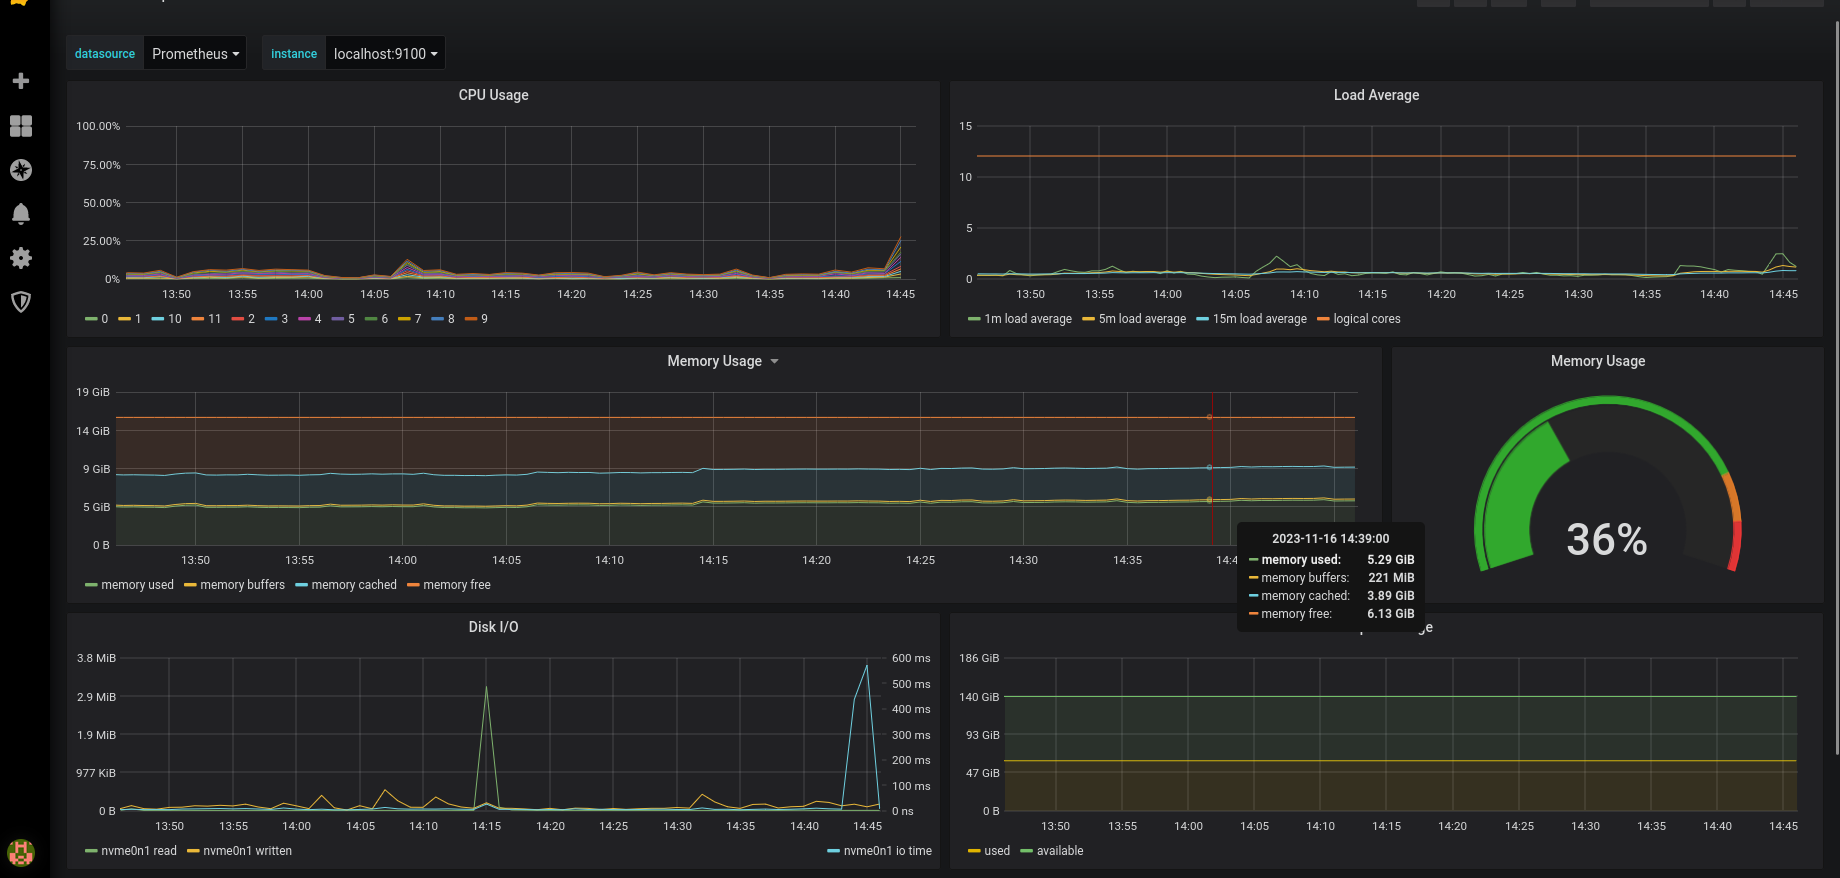 datasource Prometheus instance localhost:9100
CPU Usage
100.00%
75.00%
50.00%
25.00%
0%
13:50 13:55 14:00 14:05 14:10 14:15 14:20 14:25 14:30 14:35 14:40 14:45
0 1 10 11 2 3 4 5 6 7 8 9
Load Average
15
10
5
0
13:50 13:55 14:00 14:05 14:10 14:15 14:20 14:25 14:30 14:35 14:40 14:45
1m load average 5m load average 15m load average logical cores
Memory Usage
19 GiB
14 GiB
9 GiB
5 GiB
0 B
13:50 13:55 14:00 14:05 14:10 14:15 14:20 14:25 14:30 14:35
memory used memory buffers memory cached memory free
2023-11-16 14:39:00
memory used: 5.29 GiB
memory buffers: 221 MiB
memory cached: 3.89 GiB
memory free: 6.13 GiB
Memory Usage
36%
Disk I/O
3.8 MiB
2.9 MiB
1.9 MiB
977 KiB
0 B
600 ms
500 ms
400 ms
300 ms
200 ms
100 ms
0 ns
13:50 13:55 14:00 14:05 14:10 14:15 14:20 14:25 14:30 14:35 14:40 14:45
nvme0n1 read nvme0n1 written nvme0n1 io time
186 GiB
140 GiB
93 GiB
47 GiB
0 B
13:50 13:55 14:00 14:05 14:10 14:15 14:20 14:25 14:30 14:35 14:40 14:45
used available